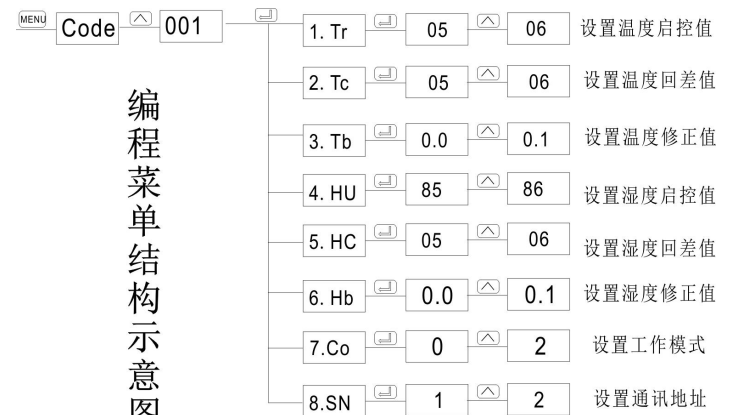 MENU Code 001
1. Tr 05 06 设置温度启控值
2. Tc 05 06 设置温度回差值
3. Tb 0.0 0.1 设置温度修正值
4. HU 85 86 设置湿度启控值
5. HC 05 06 设置湿度回差值
6. Hb 0.0 0.1 设置湿度修正值
7.Co 0 2 设置工作模式
8.SN 1 2 设置通讯地址
编程菜单结构示意图